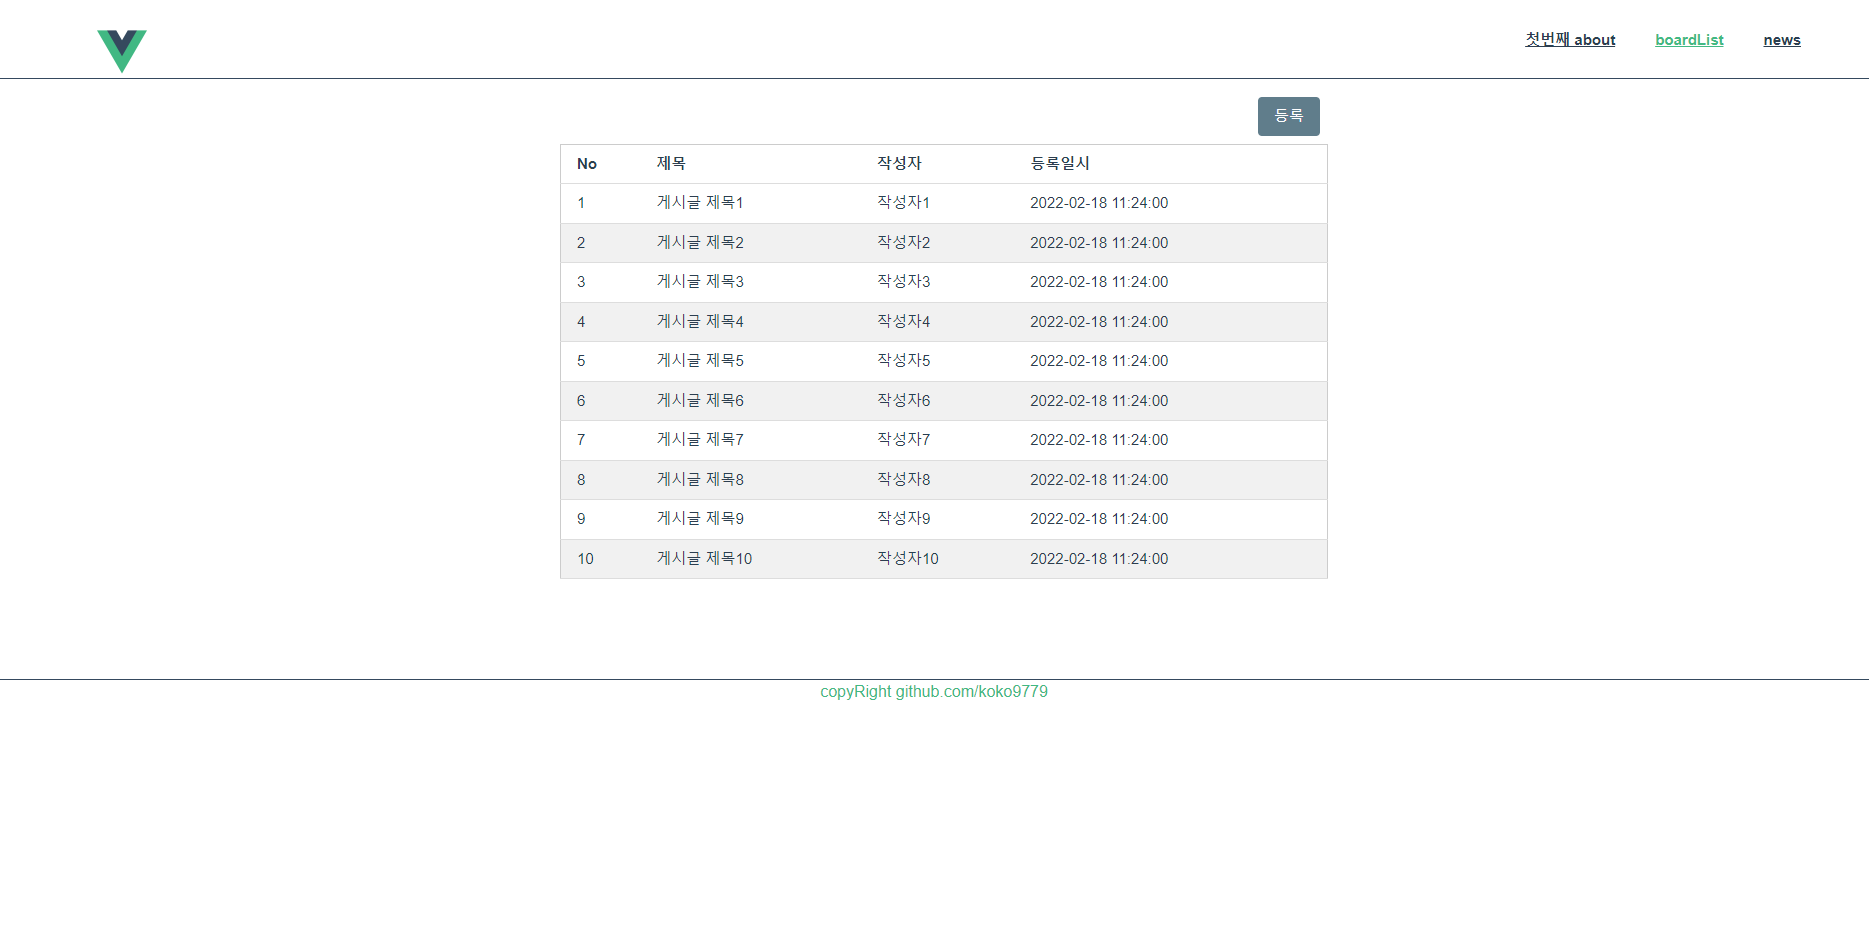 첫번째 about boardList news
등록
No 제목 작성자 등록일시
1 게시글 제목1 작성자1 2022-02-18 11:24:00
2 게시글 제목2 작성자2 2022-02-18 11:24:00
3 게시글 제목3 작성자3 2022-02-18 11:24:00
4 게시글 제목4 작성자4 2022-02-18 11:24:00
5 게시글 제목5 작성자5 2022-02-18 11:24:00
6 게시글 제목6 작성자6 2022-02-18 11:24:00
7 게시글 제목7 작성자7 2022-02-18 11:24:00
8 게시글 제목8 작성자8 2022-02-18 11:24:00
9 게시글 제목9 작성자9 2022-02-18 11:24:00
10 게시글 제목10 작성자10 2022-02-18 11:24:00
copyRight github.com/koko9779